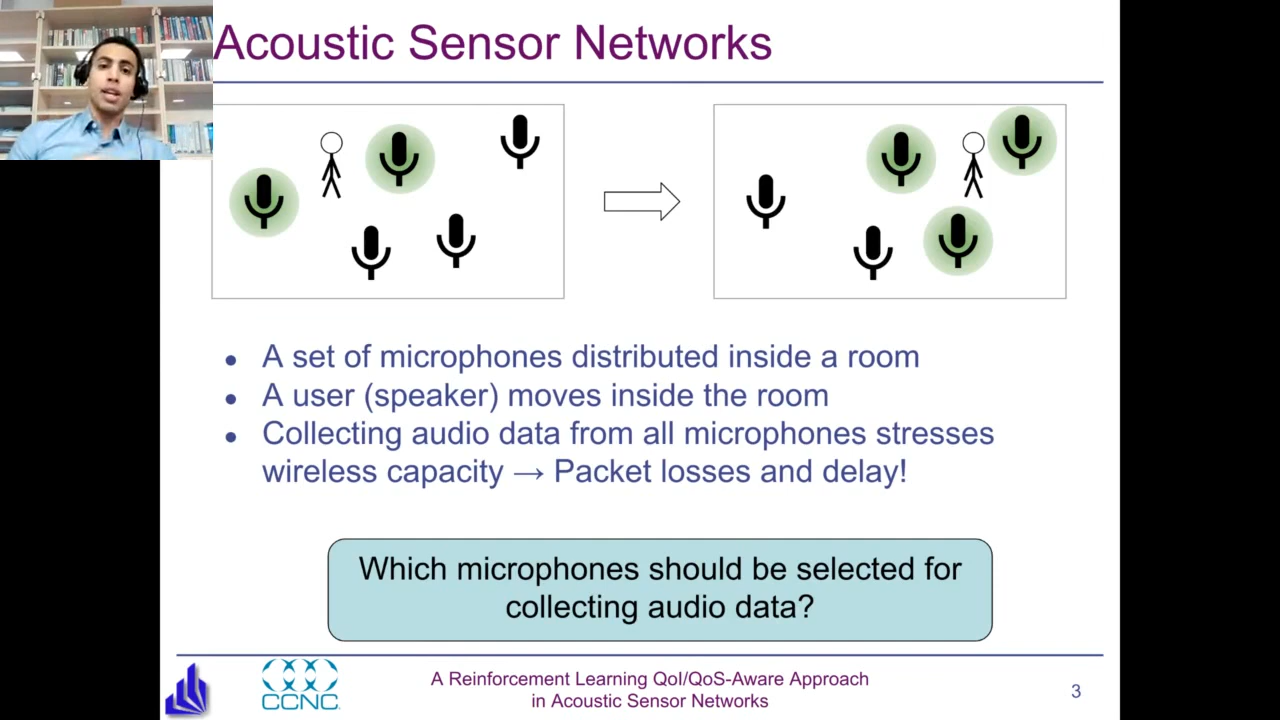 Acoustic Sensor Networks
● A set of microphones distributed inside a room
● A user (speaker) moves inside the room
● Collecting audio data from all microphones stresses
wireless capacity → Packet losses and delay!
Which microphones should be selected for
collecting audio data?
CCNC
A Reinforcement Learning QoI/QoS-Aware Approach
in Acoustic Sensor Networks
3